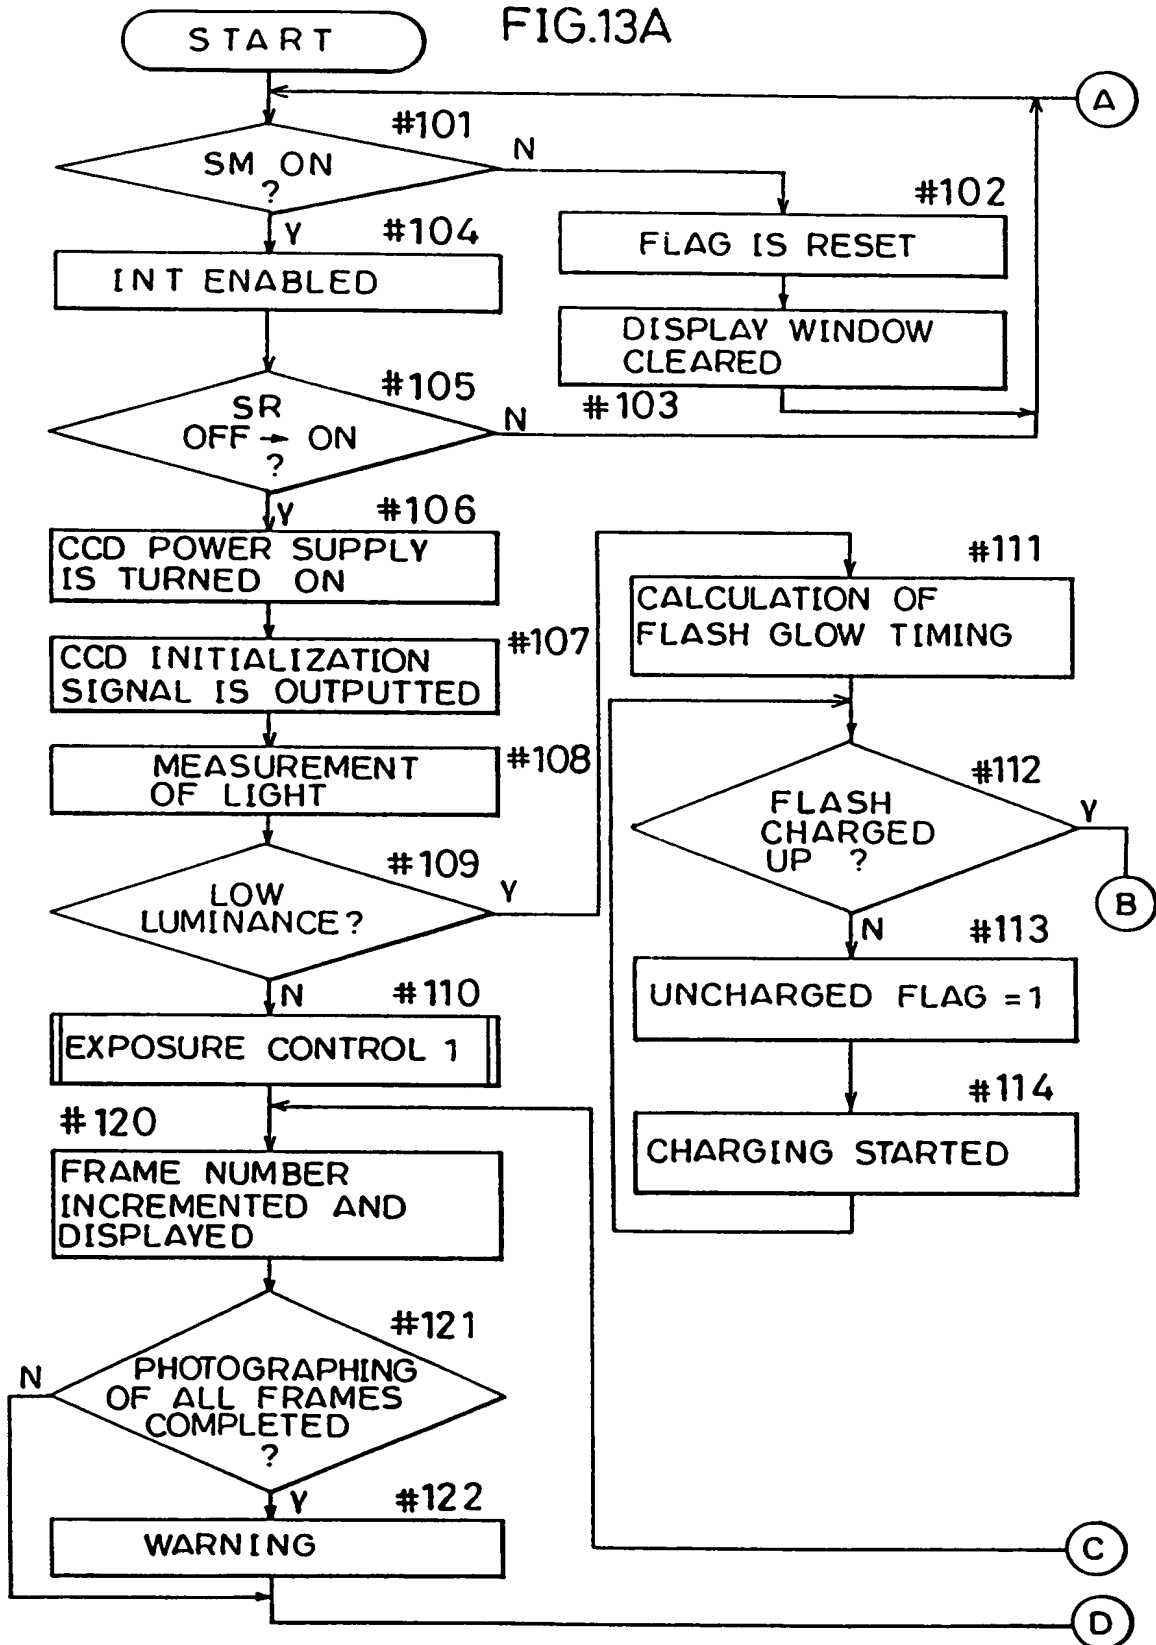 FIG.13A
START
A
#101
SM ON
?
N
Y
#102
FLAG IS RESET
#104
INT ENABLED
DISPLAY WINDOW
CLEARED
#103
#105
SR
OFF → ON
?
N
Y
#106
CCD POWER SUPPLY
IS TURNED ON
#107
CCD INITIALIZATION
SIGNAL IS OUTPUTTED
#108
MEASUREMENT
OF LIGHT
#109
LOW
LUMINANCE?
Y
N
#110
EXPOSURE CONTROL 1
#111
CALCULATION OF
FLASH GLOW TIMING
#112
FLASH
CHARGED
UP ?
Y
B
N
#113
UNCHARGED FLAG =1
#114
CHARGING STARTED
#120
FRAME NUMBER
INCREMENTED AND
DISPLAYED
#121
PHOTOGRAPHING
OF ALL FRAMES
COMPLETED
?
N
Y
#122
WARNING
C
D